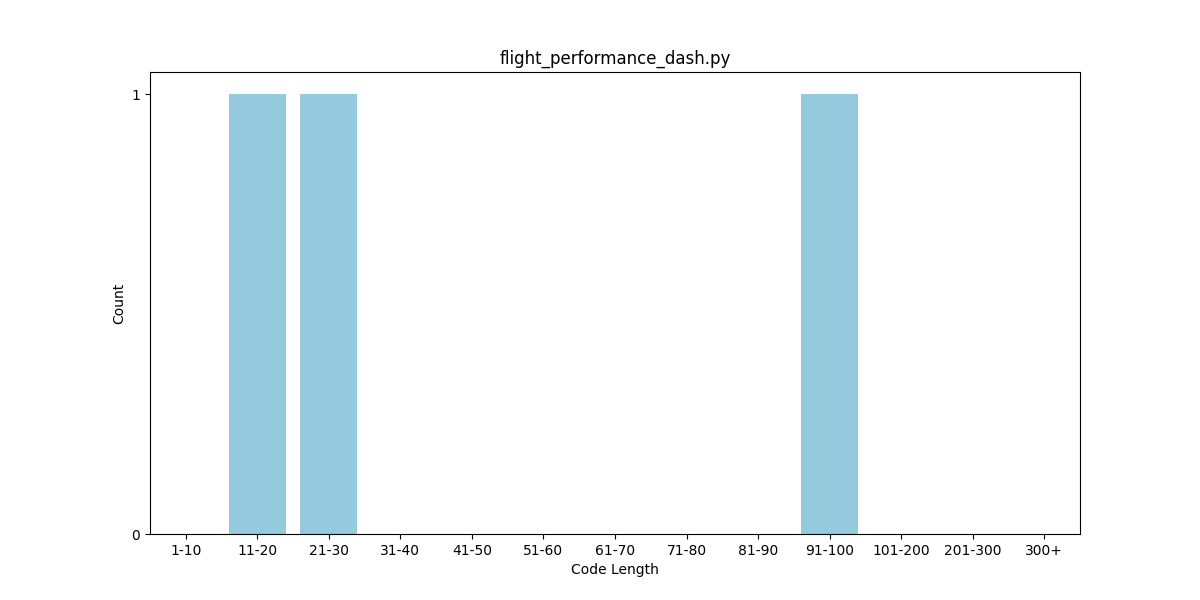 flight_performance_dash.py
1
Count
0
1-10 11-20 21-30 31-40 41-50 51-60 61-70 71-80 81-90 91-100 101-200 201-300 300+
Code Length